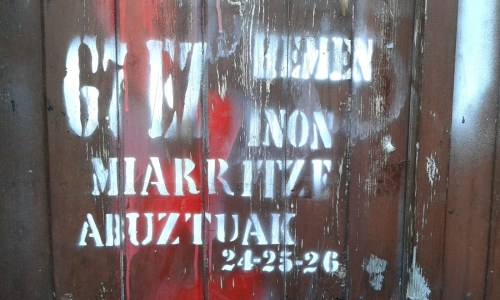 G7 EZ
HEMEN
INON
MIARRITZE
ABUZTUAK
24-25-26